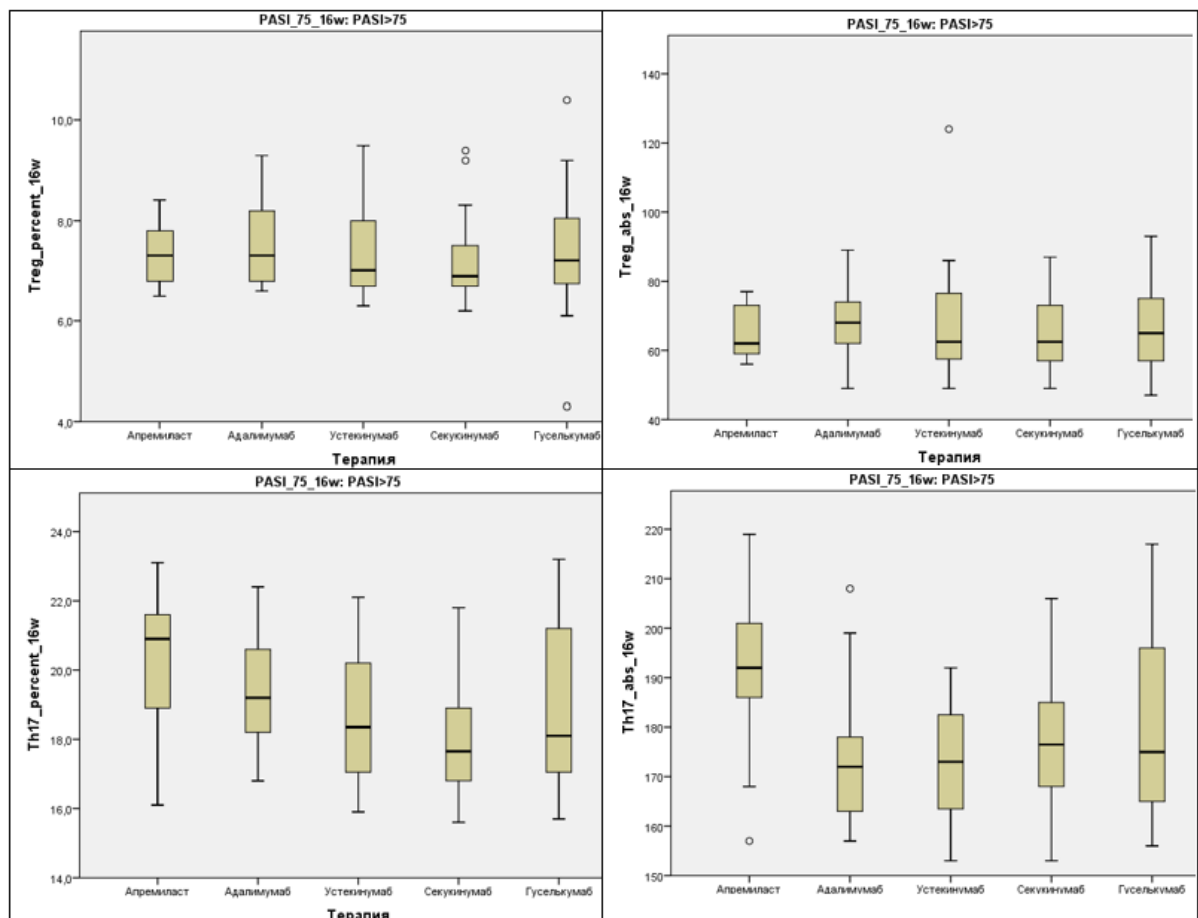 PASI_75_16w: PASI>75
Treg_percent_16w
10,0
8,0
6,0
4,0
Апремиласт Адалимумаб Устекинумаб Секукинумаб Гуселькумаб
Терапия
PASI_75_16w: PASI>75
Treg_abs_16w
140
120
100
80
60
40
Апремиласт Адалимумаб Устекинумаб Секукинумаб Гуселькумаб
Терапия
PASI_75_16w: PASI>75
Th17_percent_16w
24,0
22,0
20,0
18,0
16,0
14,0
Апремиласт Адалимумаб Устекинумаб Секукинумаб Гуселькумаб
Терапия
PASI_75_16w: PASI>75
Th17_abs_16w
220
210
200
190
180
170
160
150
Апремиласт Адалимумаб Устекинумаб Секукинумаб Гуселькумаб